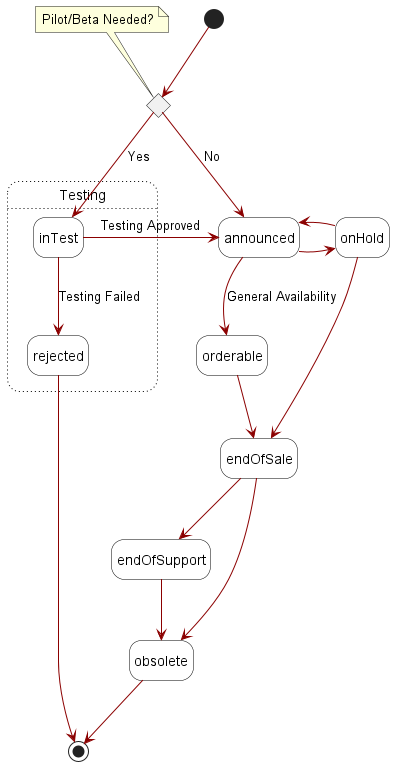 Pilot/Beta Needed?
Yes
No
Testing
inTest
Testing Approved
announced
onHold
Testing Failed
General Availability
rejected
orderable
endOfSale
endOfSupport
obsolete